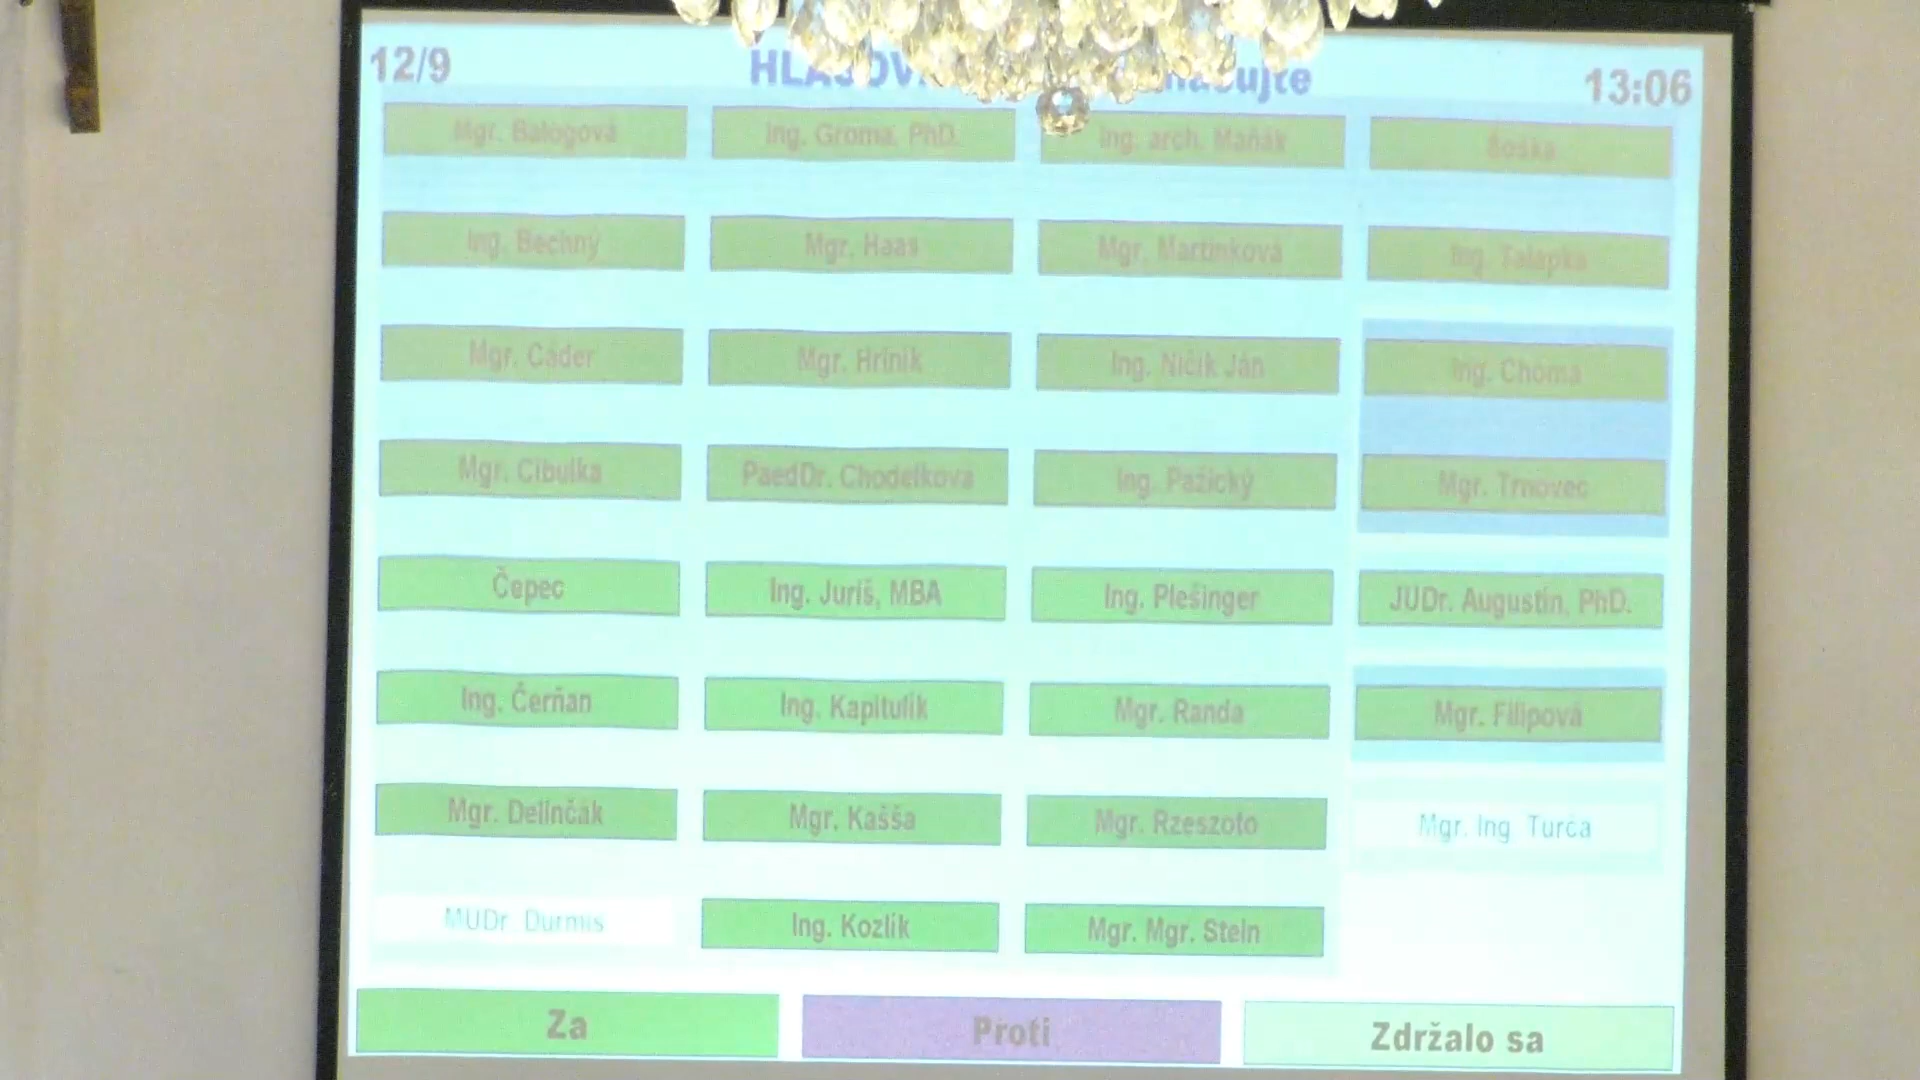 12/9 13:06
Mgr. Balogová Ing. Groma, PhD. Ing. arch. Maňák Soška
Ing. Bechný Mgr. Haas Mgr. Martinková Ing. Talapka
Mgr. Cáder Mgr. Hriník Ing. Ničík Ján Ing. Choma
Mgr. Cibulka PaedDr. Chodelková Ing. Pažický Mgr. Trnovec
Čepec Ing. Juriš, MBA Ing. Plešinger JUDr. Augustín, PhD.
Ing. Čerňan Ing. Kapitulík Mgr. Randa Mgr. Filipová
Mgr. Delinčák Mgr. Kašša Mgr. Rzeszoto Mgr. Ing. Turča
MUDr. Durmis Ing. Kozlík Mgr. Mgr. Stein
Za Proti Zdržalo sa